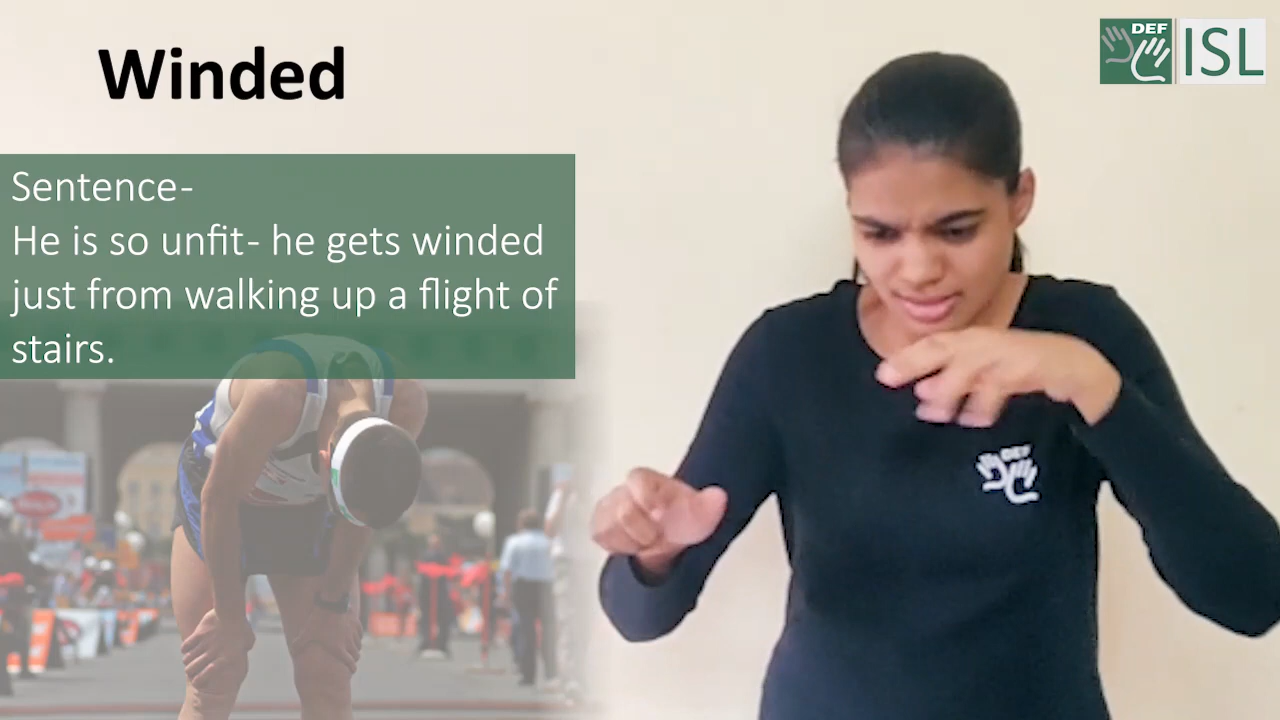 Winded
DEF
ISL
Sentence-
He is so unfit- he gets winded
just from walking up a flight of
stairs.
DEF